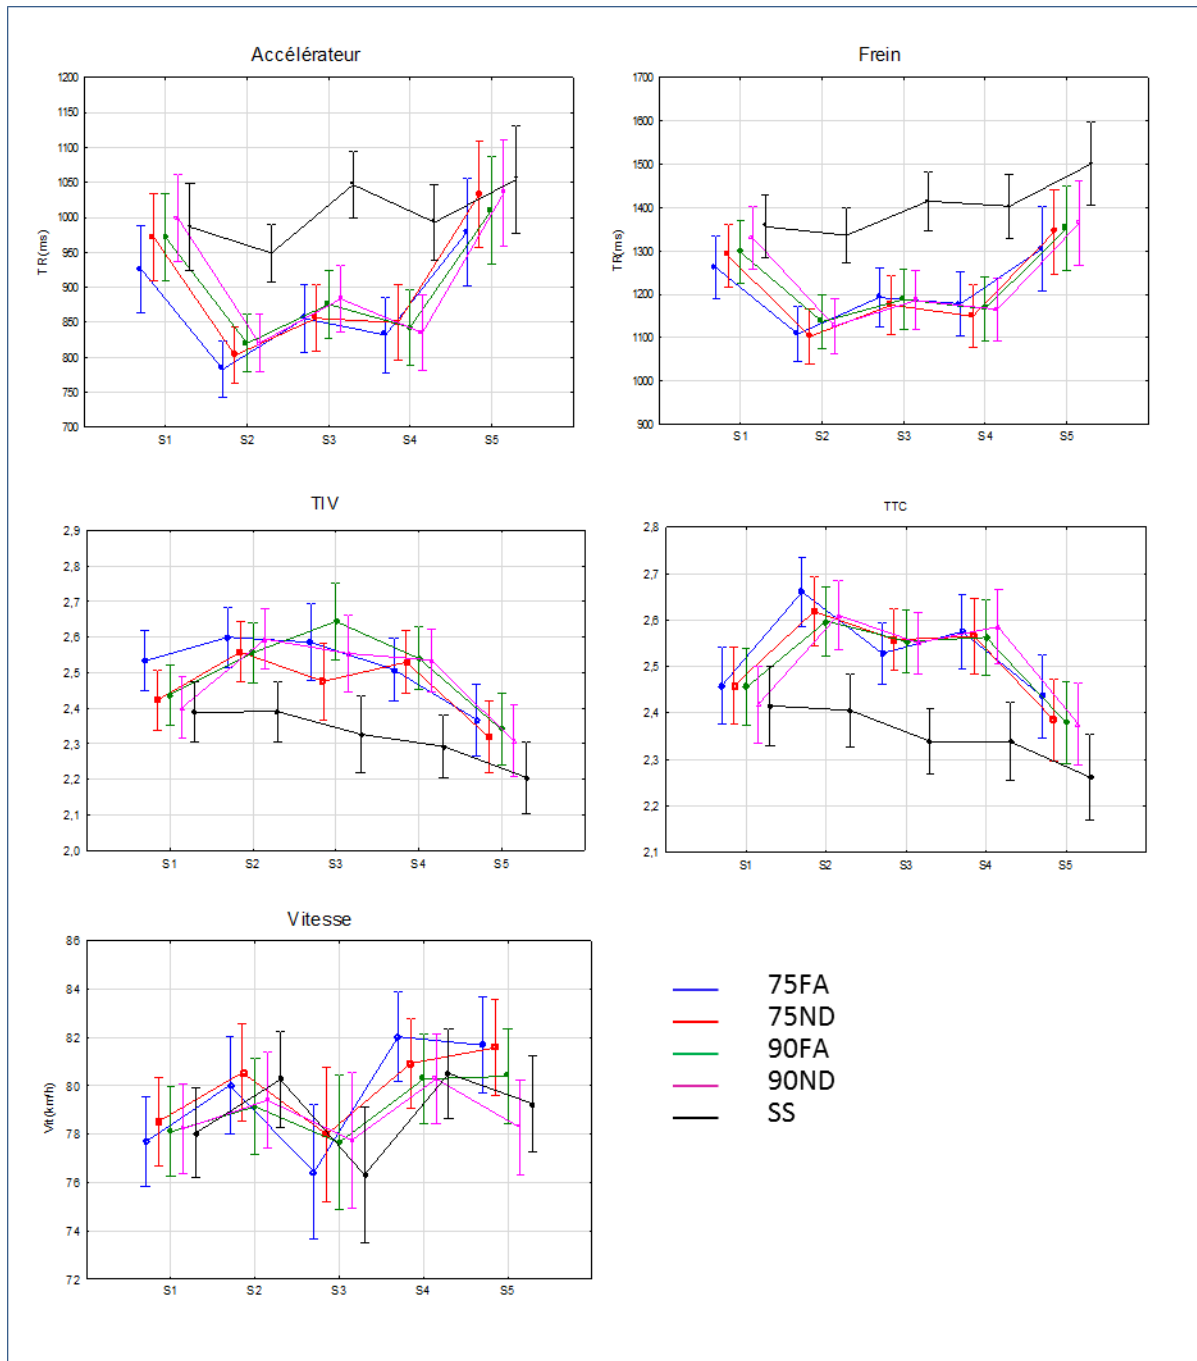 Accélérateur
TR(ms)
1200
1150
1100
1050
1000
950
900
850
800
750
700
S1 S2 S3 S4 S5
Frein
TR(ms)
1700
1600
1500
1400
1300
1200
1100
1000
900
S1 S2 S3 S4 S5
TIV
2,9
2,8
2,7
2,6
2,5
2,4
2,3
2,2
2,1
2,0
S1 S2 S3 S4 S5
TTC
2,8
2,7
2,6
2,5
2,4
2,3
2,2
2,1
S1 S2 S3 S4 S5
Vitesse
Vit(km/h)
86
84
82
80
78
76
74
72
S1 S2 S3 S4 S5
75FA
75ND
90FA
90ND
SS